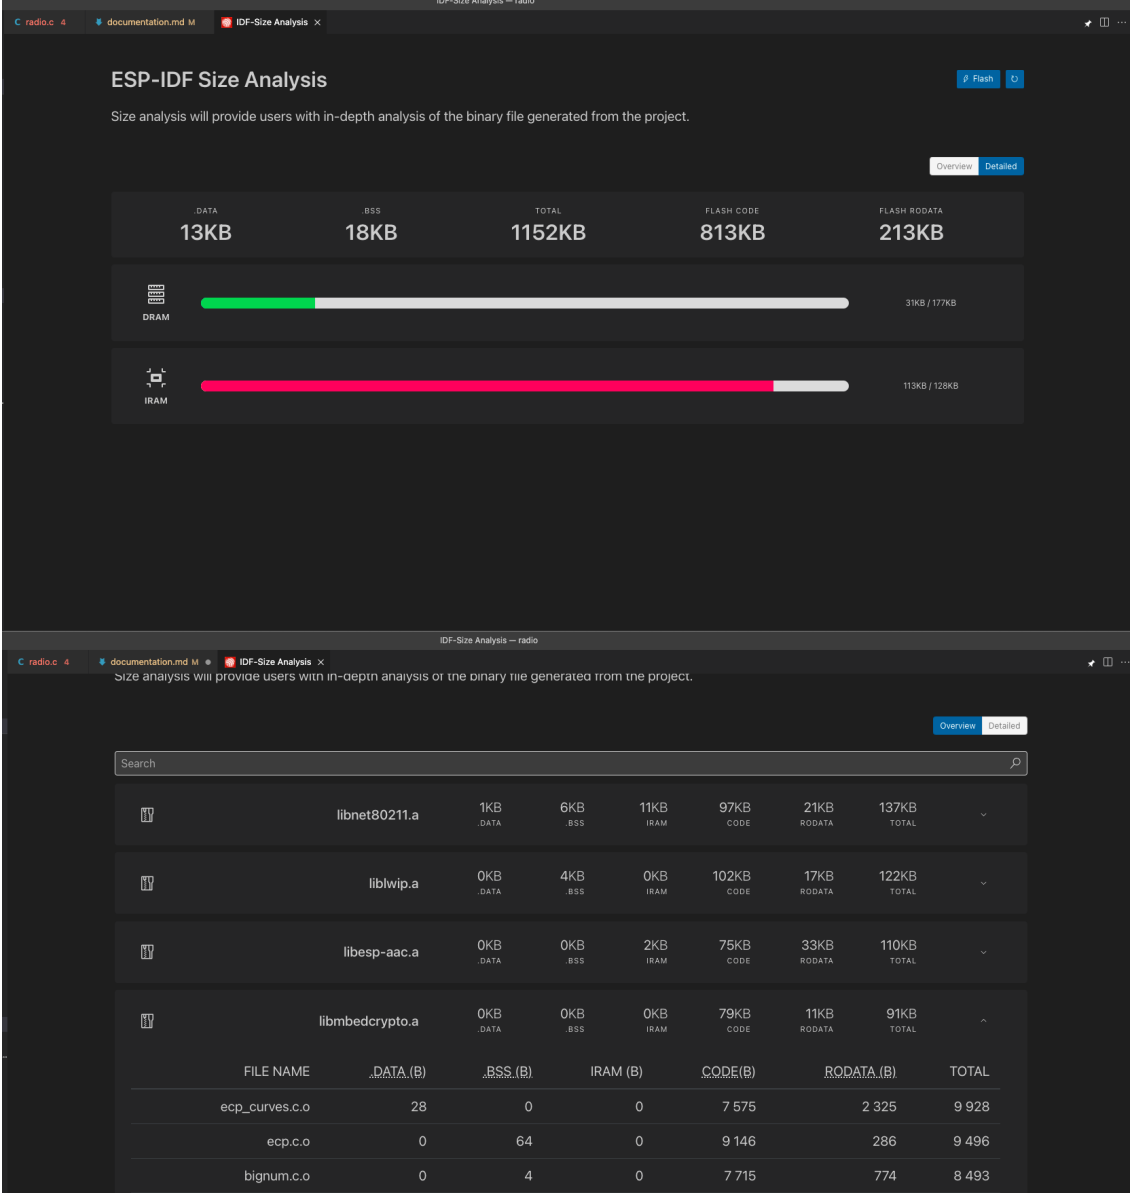 IDF-Size Analysis — radio
C radio.c 4 documentation.md M IDF-Size Analysis ×
ESP-IDF Size Analysis
Flash
Size analysis will provide users with in-depth analysis of the binary file generated from the project.
Overview Detailed
.DATA .BSS TOTAL FLASH CODE FLASH RODATA
13KB 18KB 1152KB 813KB 213KB
DRAM 31KB / 177KB
IRAM 113KB / 128KB
IDF-Size Analysis — radio
C radio.c 4 documentation.md M ● IDF-Size Analysis ×
Size analysis will provide users with in-depth analysis of the binary file generated from the project.
Overview Detailed
Search
libnet80211.a 1KB 6KB 11KB 97KB 21KB 137KB
.DATA .BSS IRAM CODE RODATA TOTAL
liblwip.a 0KB 4KB 0KB 102KB 17KB 122KB
.DATA .BSS IRAM CODE RODATA TOTAL
libesp-aac.a 0KB 0KB 2KB 75KB 33KB 110KB
.DATA .BSS IRAM CODE RODATA TOTAL
libmbedcrypto.a 0KB 0KB 0KB 79KB 11KB 91KB
.DATA .BSS IRAM CODE RODATA TOTAL
FILE NAME .DATA (B) .BSS (B) IRAM (B) CODE(B) RODATA (B) TOTAL
ecp_curves.c.o 28 0 0 7 575 2 325 9 928
ecp.c.o 0 64 0 9 146 286 9 496
bignum.c.o 0 4 0 7 715 774 8 493